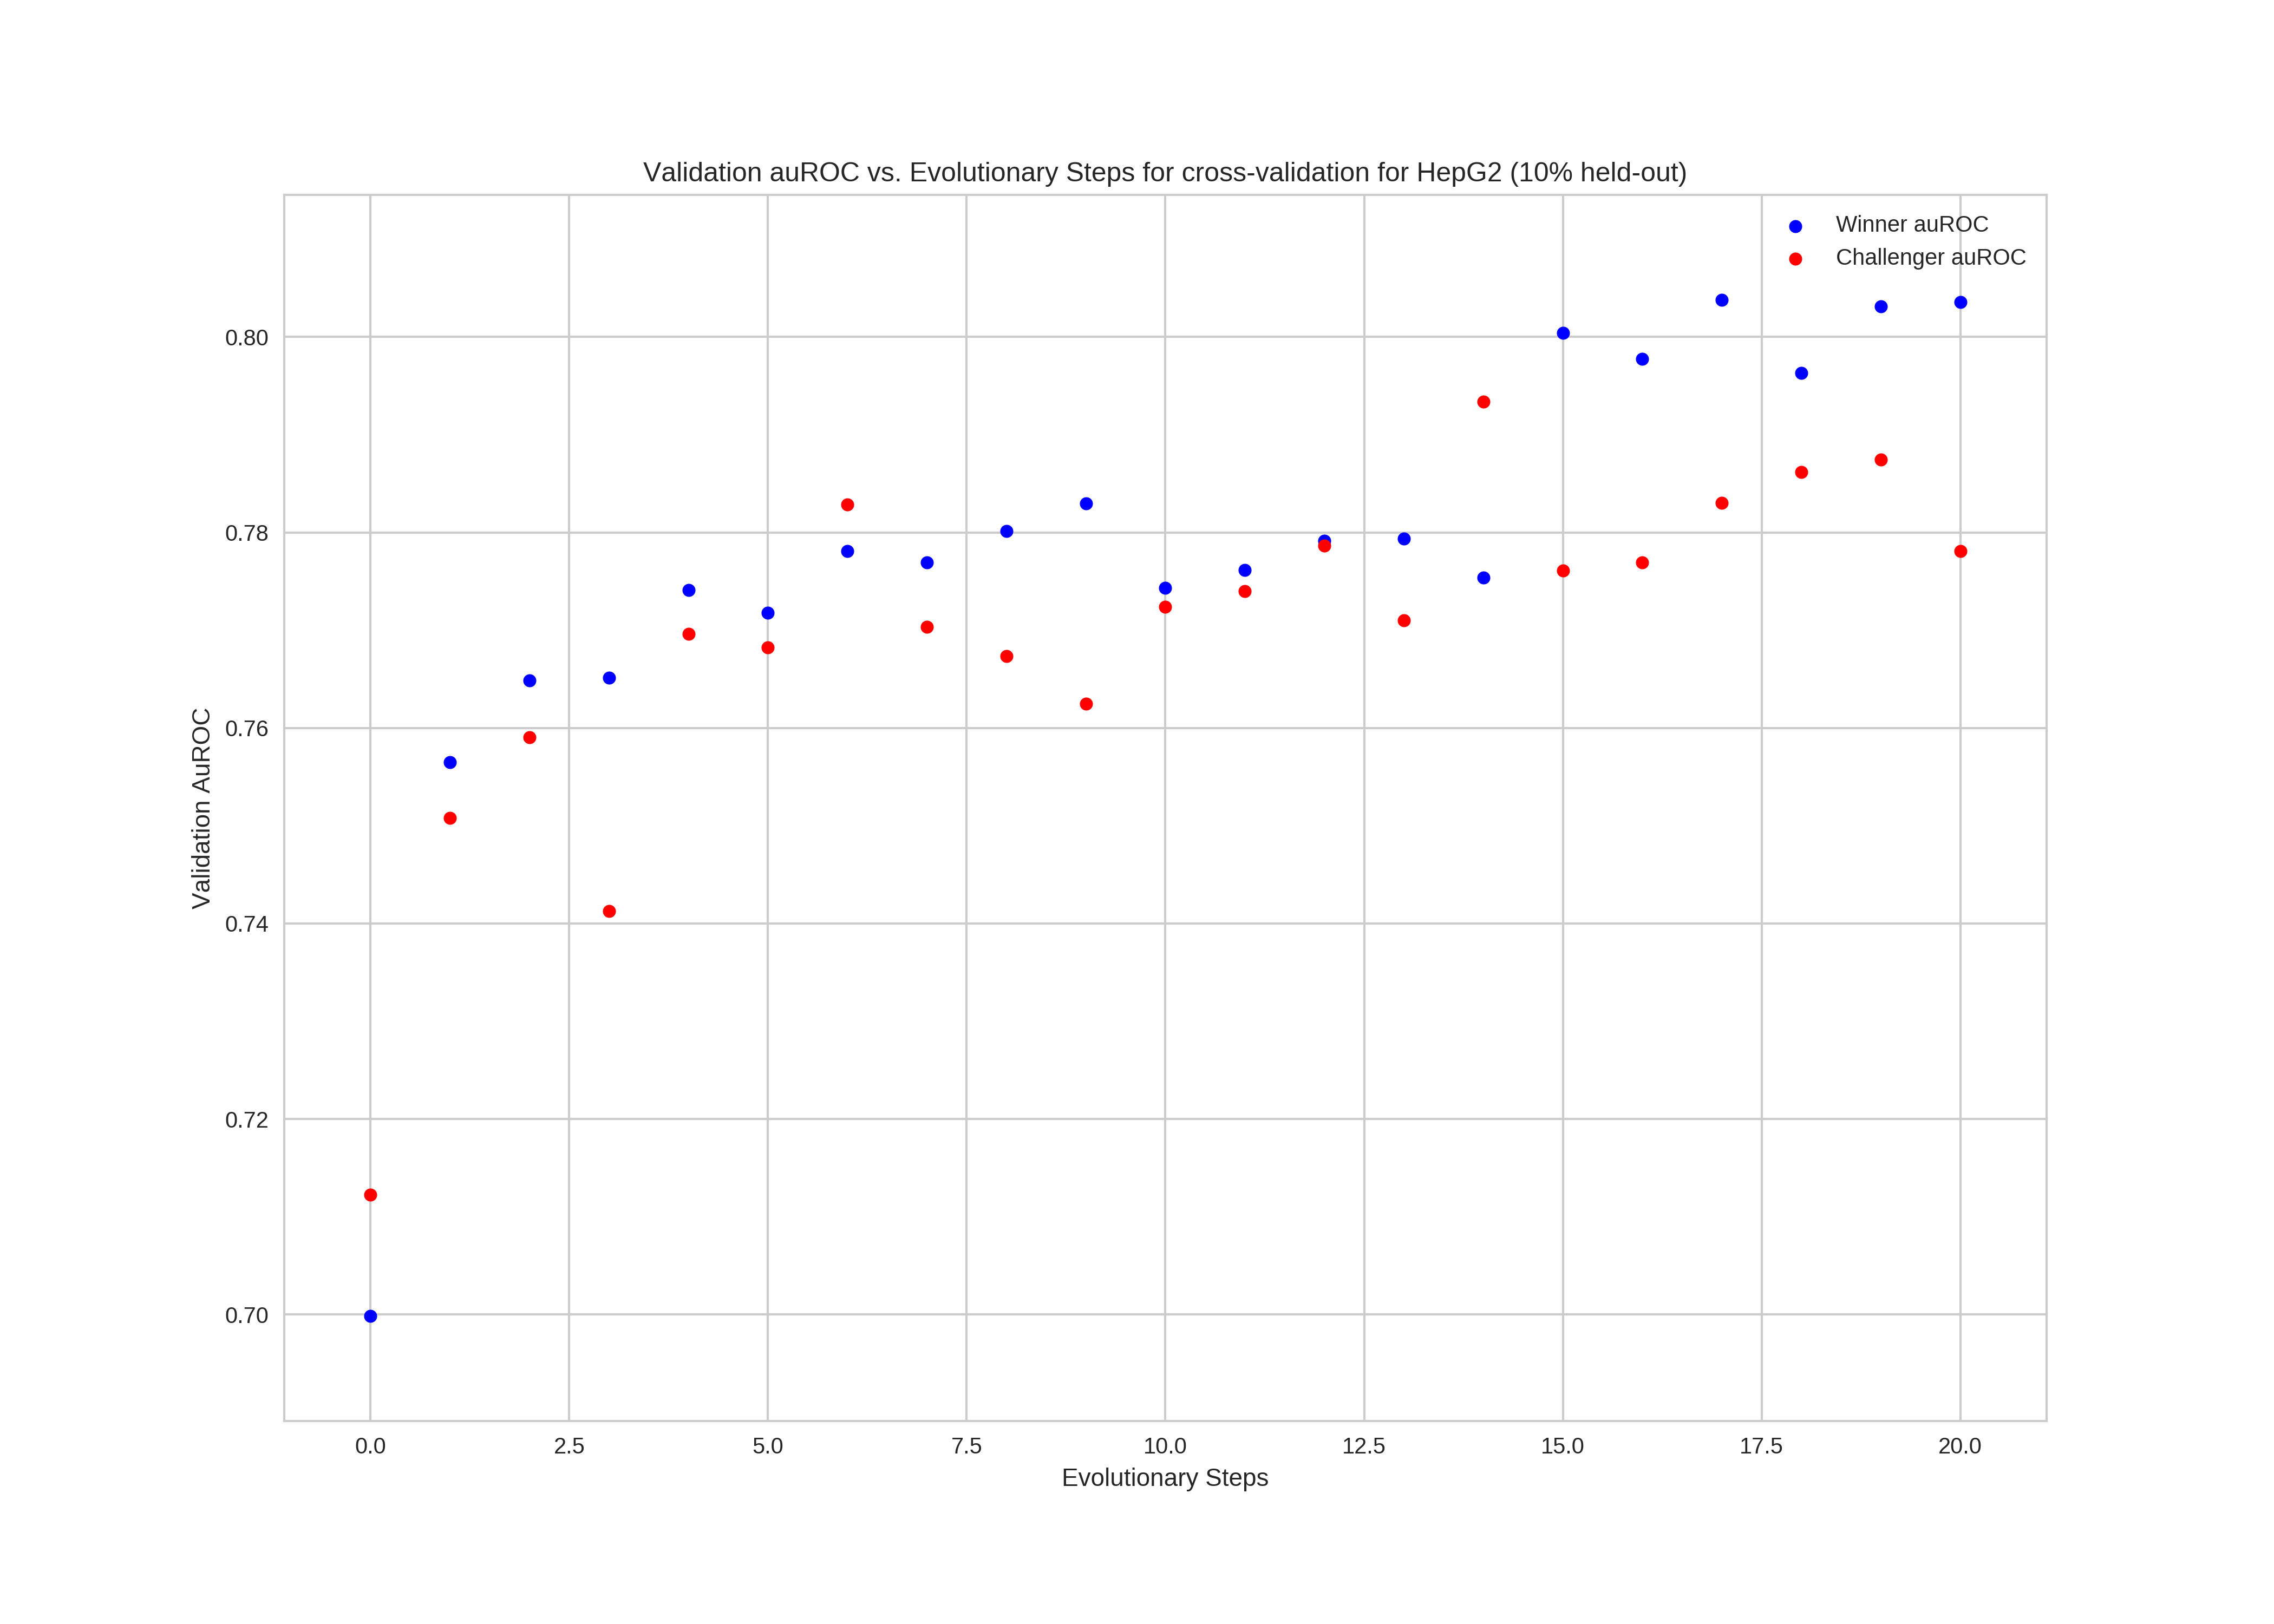 Validation auROC vs. Evolutionary Steps for cross-validation for HepG2 (10% held-out)
Winner auROC
Challenger auROC
0.80
0.78
0.76
0.74
0.72
0.70
Validation AuROC
0.0 2.5 5.0 7.5 10.0 12.5 15.0 17.5 20.0
Evolutionary Steps